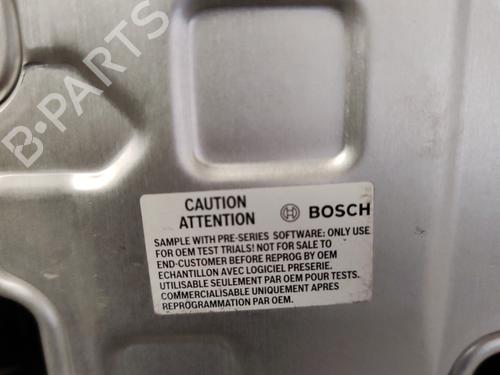 B-PARTS
CAUTION
ATTENTION
BOSCH
SAMPLE WITH PRE-SERIES SOFTWARE: ONLY USE
FOR OEM TEST TRIALS! NOT FOR SALE TO
END-CUSTOMER BEFORE REPROG BY OEM
ECHANTILLON AVEC LOGICIEL PRESERIE.
UTILISABLE SEULEMENT PAR OEM POUR TESTS.
COMMERCIALISABLE UNIQUEMENT APRES
REPROGRAMMATION PAR OEM.